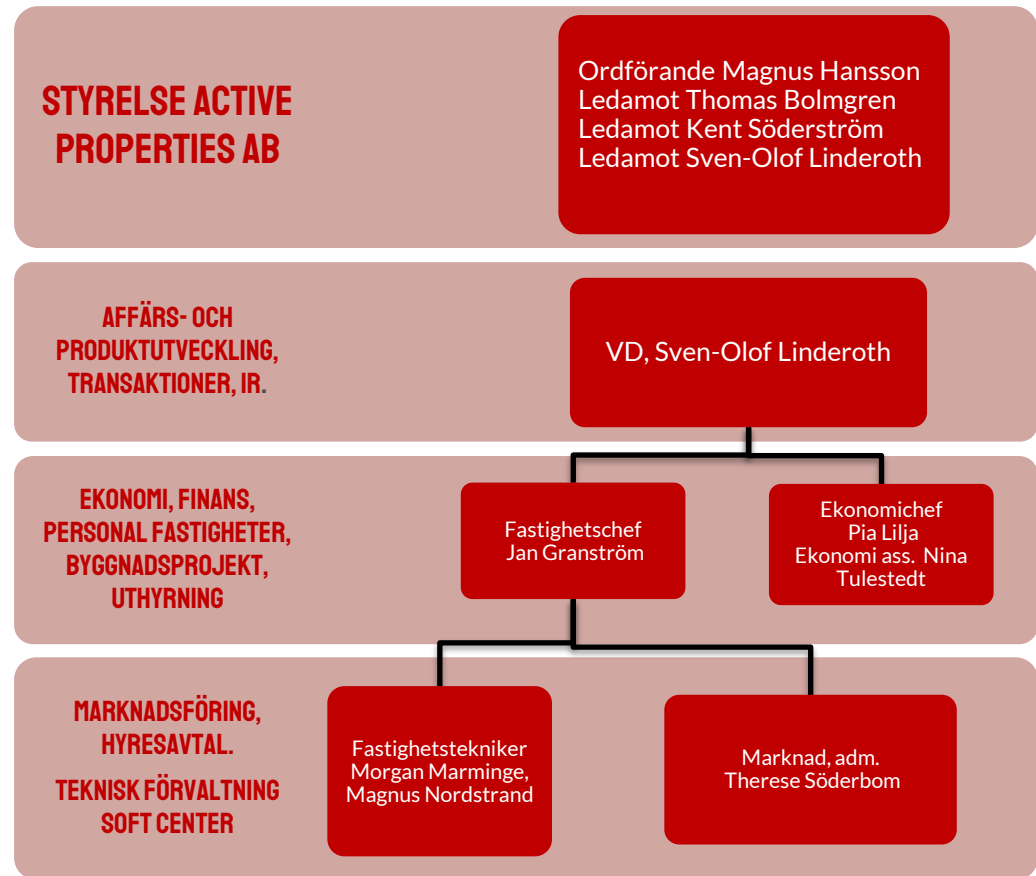 STYRELSE ACTIVE
PROPERTIES AB
Ordförande Magnus Hansson
Ledamot Thomas Bolmgren
Ledamot Kent Söderström
Ledamot Sven-Olof Linderoth
AFFÄRS- OCH
PRODUKTUTVECKLING,
TRANSAKTIONER, IR.
VD, Sven-Olof Linderoth
EKONOMI, FINANS,
PERSONAL FASTIGHETER,
BYGGNADSPROJEKT,
UTHYRNING
Fastighetschef
Jan Granström
Ekonomichef
Pia Lilja
Ekonomi ass. Nina
Tulestedt
MARKNADSFÖRING,
HYRESAVTAL.
TEKNISK FÖRVALTNING
SOFT CENTER
Fastighetstekniker
Morgan Marminge,
Magnus Nordstrand
Marknad, adm.
Therese Söderbom